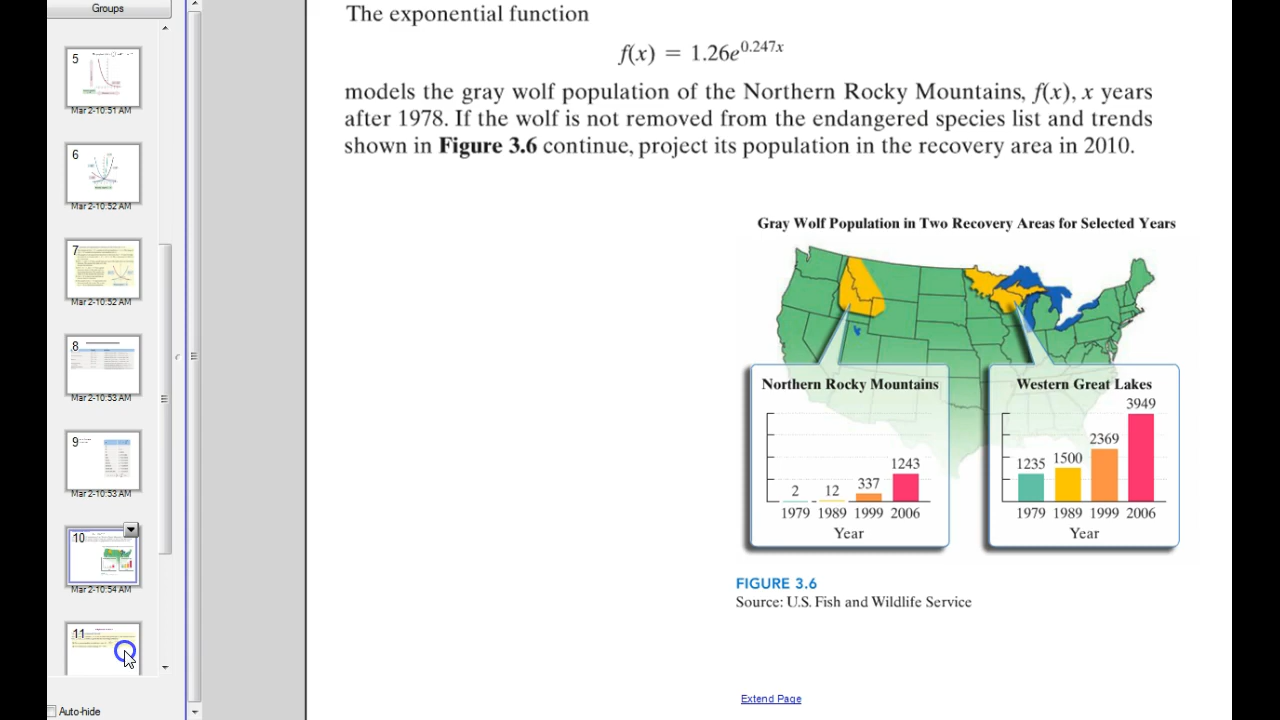 Groups
5
Mar 2-10:51 AM
6
Mar 2-10:52 AM
7
Mar 2-10:52 AM
8
Mar 2-10:53 AM
9
Mar 2-10:53 AM
10
Mar 2-10:54 AM
11
Auto-hide
The exponential function
f(x) = 1.26e^0.247x
models the gray wolf population of the Northern Rocky Mountains, f(x), x years
after 1978. If the wolf is not removed from the endangered species list and trends
shown in Figure 3.6 continue, project its population in the recovery area in 2010.
Gray Wolf Population in Two Recovery Areas for Selected Years
Northern Rocky Mountains
2 12 337 1243
1979 1989 1999 2006
Year
Western Great Lakes
1235 1500 2369 3949
1979 1989 1999 2006
Year
FIGURE 3.6
Source: U.S. Fish and Wildlife Service
Extend Page